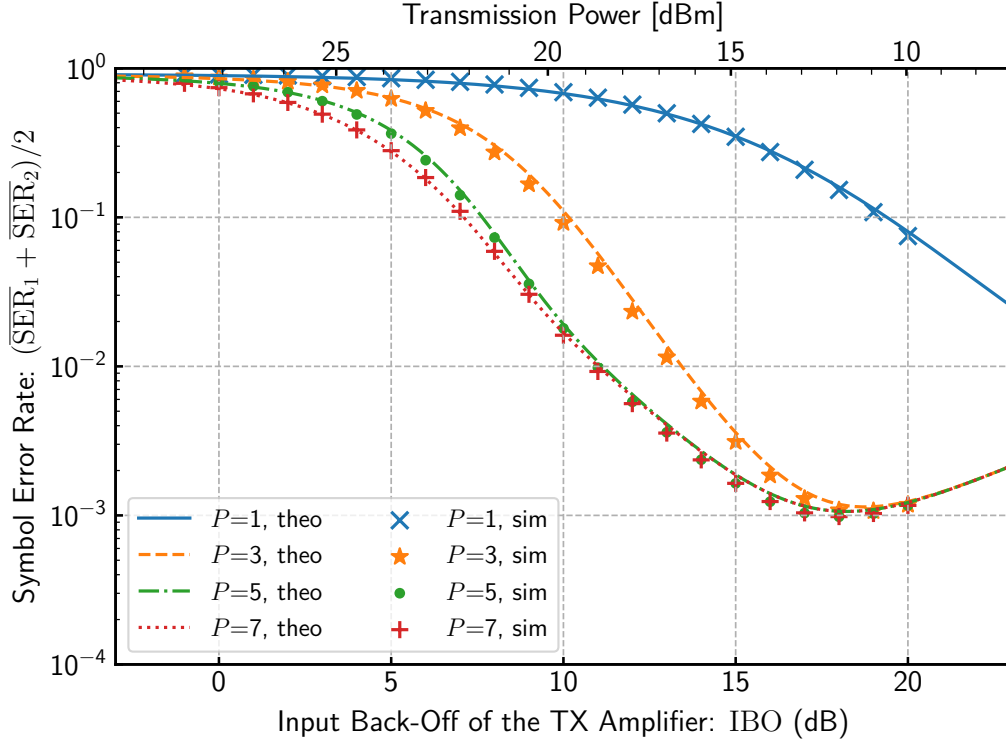 Transmission Power [dBm]
25 20 15 10
Symbol Error Rate: (SER̅₁ + SER̅₂)/2
10⁰
10⁻¹
10⁻²
10⁻³
10⁻⁴
P=1, theo
P=3, theo
P=5, theo
P=7, theo
P=1, sim
P=3, sim
P=5, sim
P=7, sim
0 5 10 15 20
Input Back-Off of the TX Amplifier: IBO (dB)